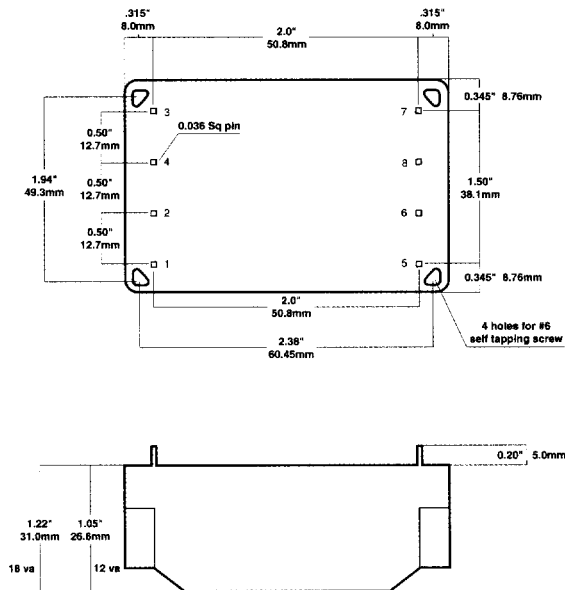 .315"
8.0mm
2.0"
50.8mm
.315"
8.0mm
3
7
0.345" 8.76mm
0.50"
12.7mm
0.036 Sq pin
4
8
1.94"
49.3mm
0.50"
12.7mm
1.50"
38.1mm
2
6
0.50"
12.7mm
1
5
0.345" 8.76mm
2.0"
50.8mm
2.38"
60.45mm
4 holes for #6
self tapping screw
0.20" 5.0mm
1.22"
31.0mm
1.05"
26.6mm
18 va
12 va